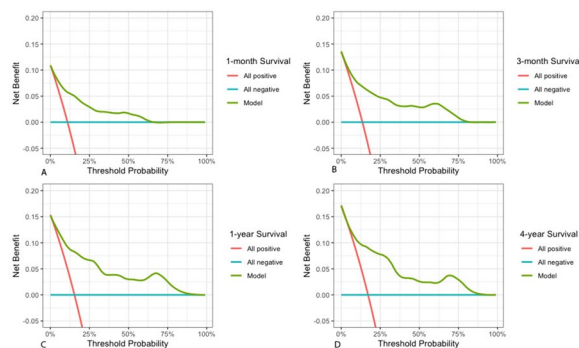 0.20
0.15
0.10
0.05
0.00
-0.05
Net Benefit
0% 25% 50% 75% 100%
Threshold Probability
A
1-month Survival
All positive
All negative
Model
0.20
0.15
0.10
0.05
0.00
-0.05
Net Benefit
0% 25% 50% 75% 100%
Threshold Probability
B
3-month Survival
All positive
All negative
Model
0.20
0.15
0.10
0.05
0.00
-0.05
Net Benefit
0% 25% 50% 75% 100%
Threshold Probability
C
1-year Survival
All positive
All negative
Model
0.20
0.15
0.10
0.05
0.00
-0.05
Net Benefit
0% 25% 50% 75% 100%
Threshold Probability
D
4-year Survival
All positive
All negative
Model